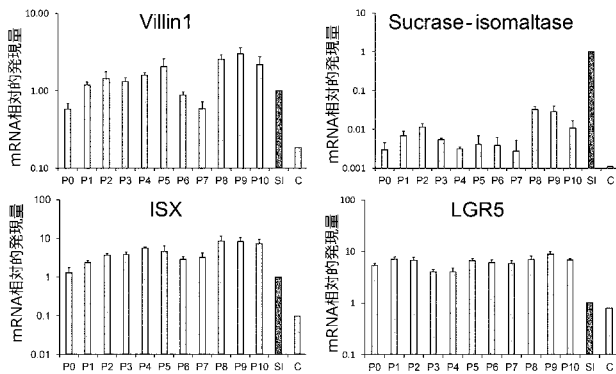 Villin1
mRNA相対的発現量
10.00
1.00
0.10
P0 P1 P2 P3 P4 P5 P6 P7 P8 P9 P10 SI C
Sucrase-isomaltase
mRNA相対的発現量
1
0.1
0.01
0.001
P0 P1 P2 P3 P4 P5 P6 P7 P8 P9 P10 SI C
ISX
mRNA相対的発現量
100
10
1
0.1
0.01
P0 P1 P2 P3 P4 P5 P6 P7 P8 P9 P10 SI C
LGR5
mRNA相対的発現量
100
10
1
0.1
P0 P1 P2 P3 P4 P5 P6 P7 P8 P9 P10 SI C